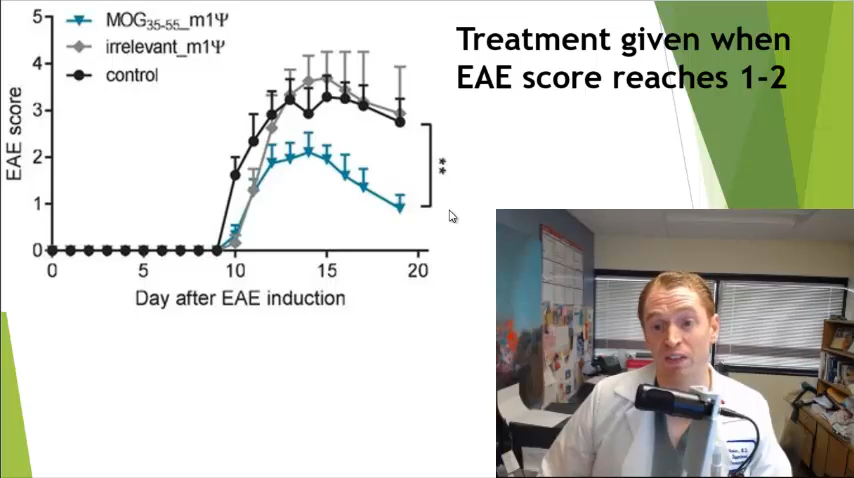 MOG35-55_m1Ψ
irrelevant_m1Ψ
control
Treatment given when
EAE score reaches 1-2
EAE score
5
4
3
2
1
0
**
0 5 10 15 20
Day after EAE induction